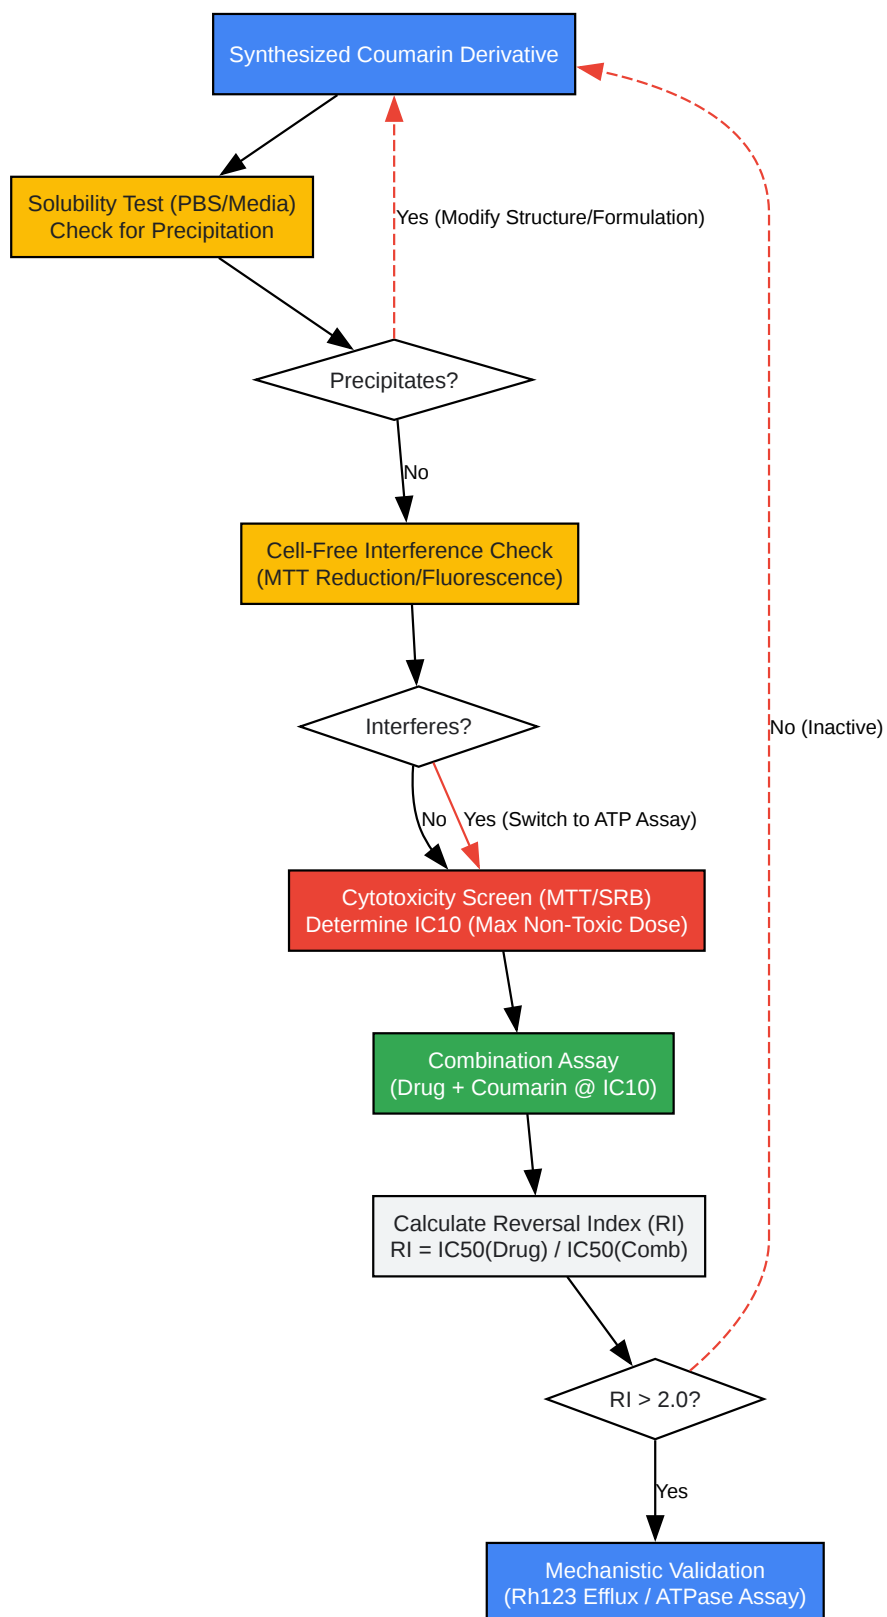 Synthesized Coumarin Derivative
Solubility Test (PBS/Media)
Check for Precipitation
Yes (Modify Structure/Formulation)
Precipitates?
No
Cell-Free Interference Check
(MTT Reduction/Fluorescence)
Interferes?
No (Inactive)
No
Yes (Switch to ATP Assay)
Cytotoxicity Screen (MTT/SRB)
Determine IC10 (Max Non-Toxic Dose)
Combination Assay
(Drug + Coumarin @ IC10)
Calculate Reversal Index (RI)
RI = IC50(Drug) / IC50(Comb)
RI > 2.0?
Yes
Mechanistic Validation
(Rh123 Efflux / ATPase Assay)